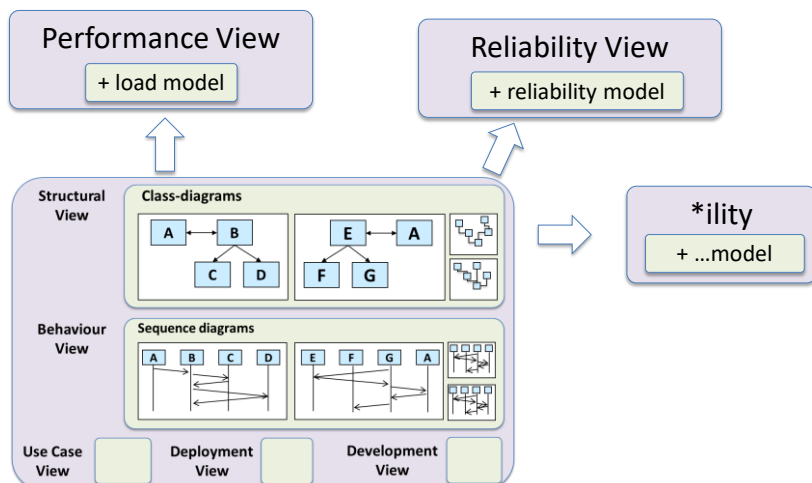 Performance View
+ load model
Reliability View
+ reliability model
*ility
+ ...model
Structural
View
Class-diagrams
A B
C D
E A
F G
Behaviour
View
Sequence diagrams
A B C D
E F G A
Use Case
View
Deployment
View
Development
View